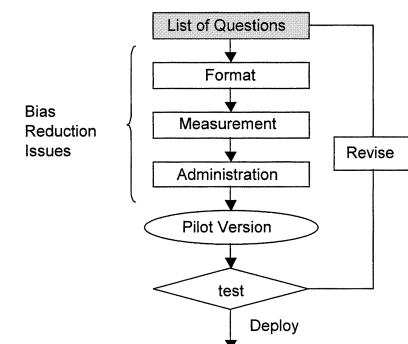 List of Questions
Format
Bias
Reduction
Issues
Measurement
Revise
Administration
Pilot Version
test
Deploy